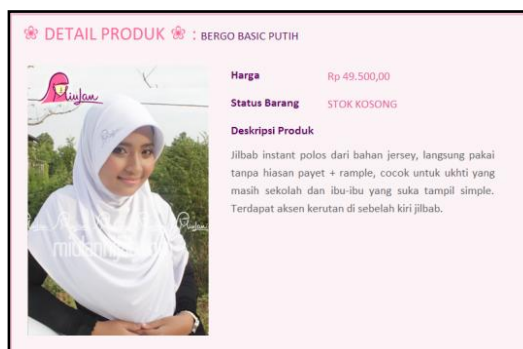 ❀ DETAIL PRODUK ❀ : BERGO BASIC PUTIH
Miulan
Harga Rp 49.500,00
Status Barang STOK KOSONG
Deskripsi Produk
Jilbab instant polos dari bahan jersey, langsung pakai
tanpa hiasan payet + rample, cocok untuk ukhti yang
masih sekolah dan ibu-ibu yang suka tampil simple.
Terdapat aksen kerutan di sebelah kiri jilbab.